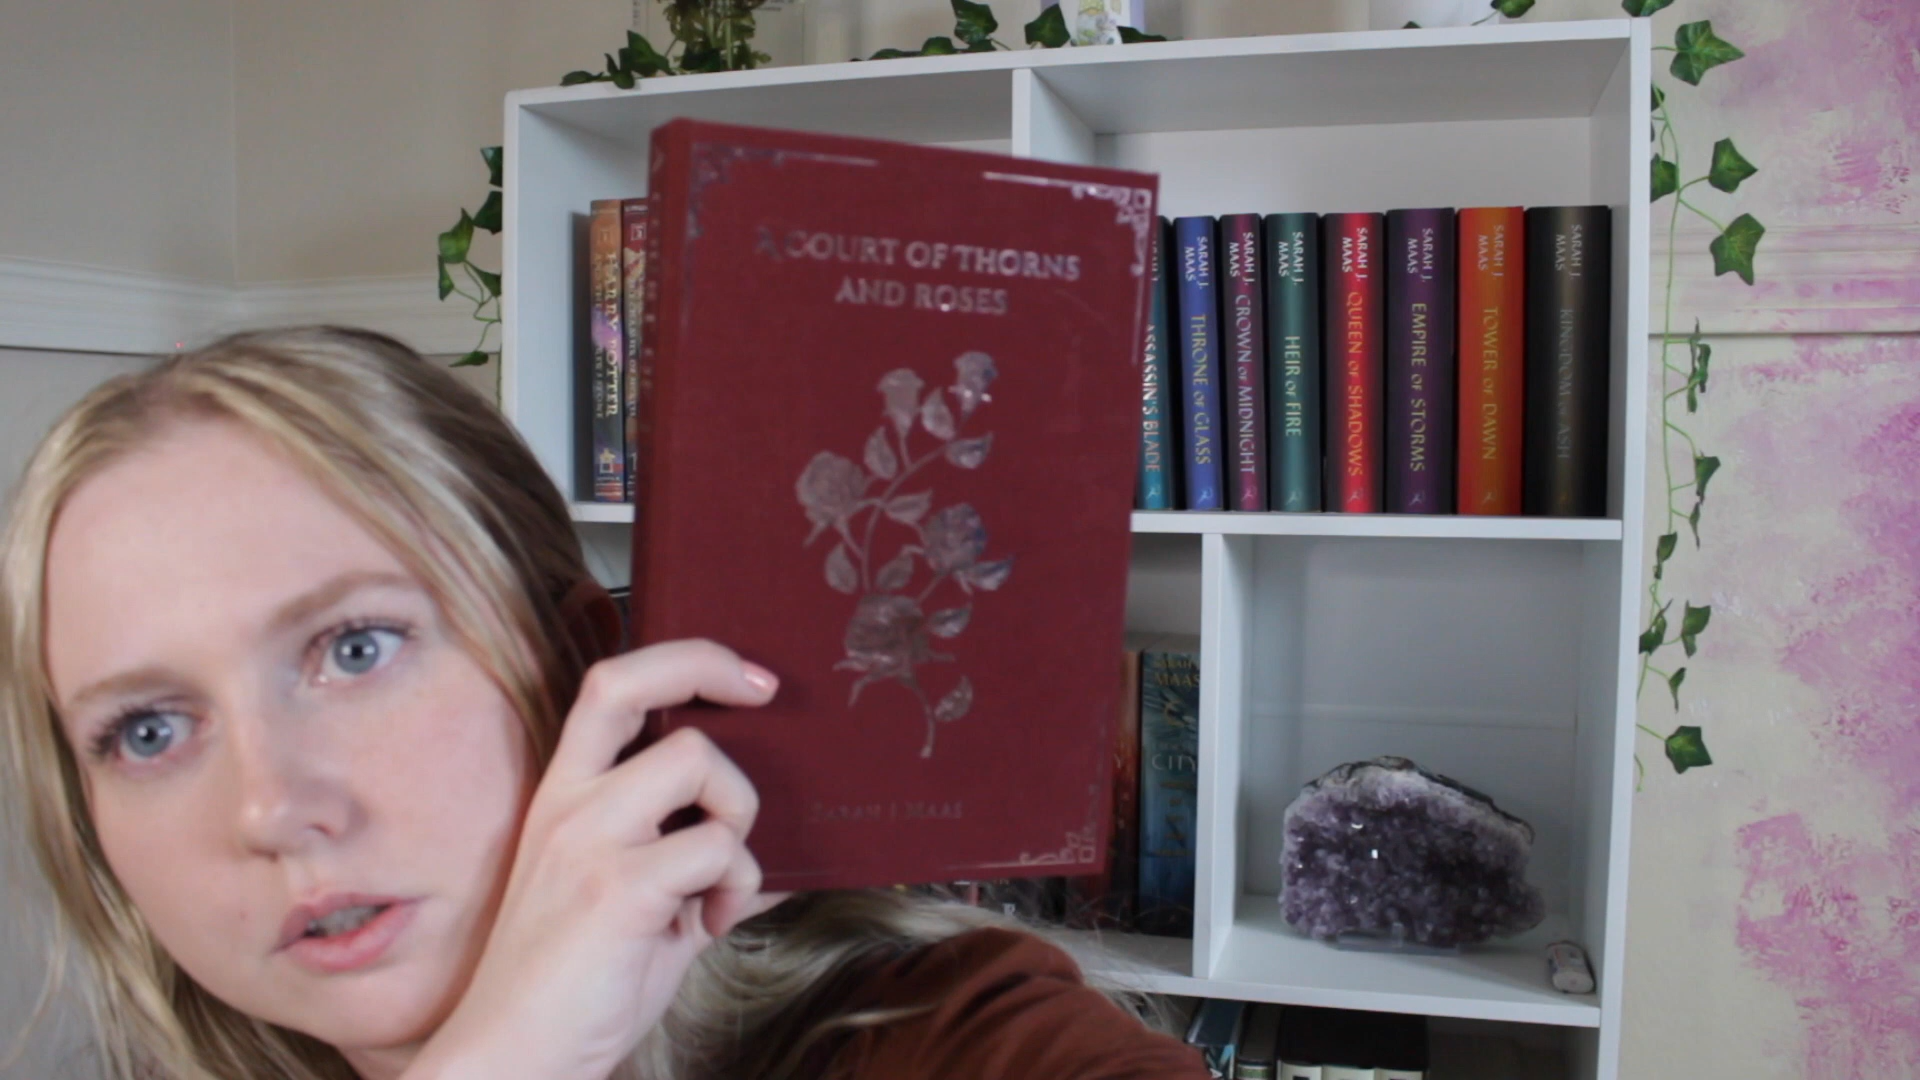 A COURT OF THORNS
AND ROSES
SARAH J. MAAS
HARRY POTTER
ASSASSIN'S BLADE
SARAH J. MAAS
THRONE OF GLASS
SARAH J. MAAS
CROWN OF MIDNIGHT
SARAH J. MAAS
HEIR OF FIRE
SARAH J. MAAS
QUEEN OF SHADOWS
SARAH J. MAAS
EMPIRE OF STORMS
SARAH J. MAAS
TOWER OF DAWN
SARAH J. MAAS
KINGDOM OF ASH
MAAS
CITY